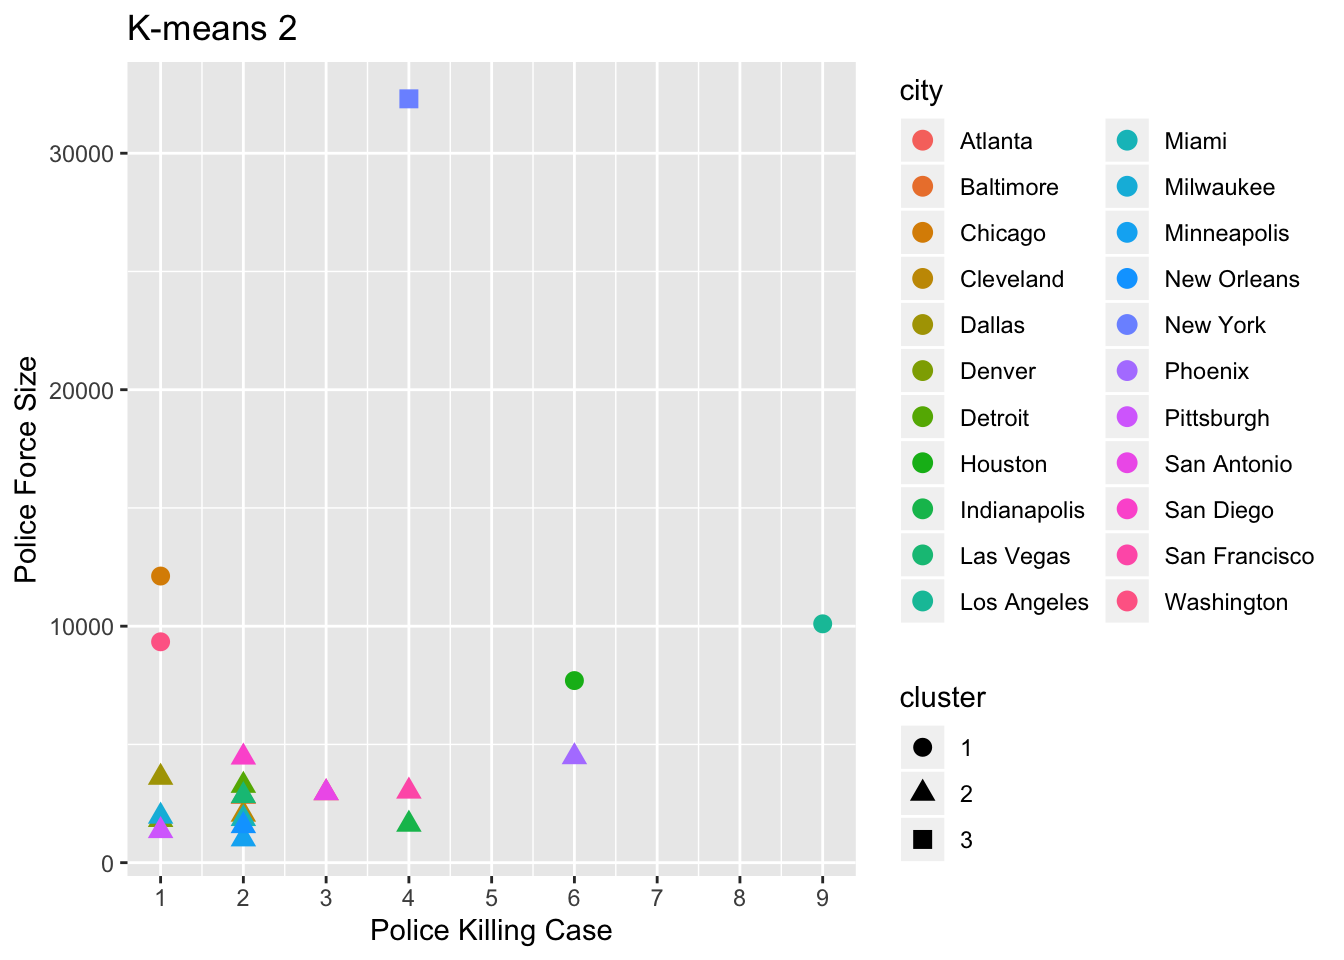 K-means 2
30000
20000
10000
0
Police Force Size
1 2 3 4 5 6 7 8 9
Police Killing Case
city
Atlanta
Baltimore
Chicago
Cleveland
Dallas
Denver
Detroit
Houston
Indianapolis
Las Vegas
Los Angeles
Miami
Milwaukee
Minneapolis
New Orleans
New York
Phoenix
Pittsburgh
San Antonio
San Diego
San Francisco
Washington
cluster
1
2
3